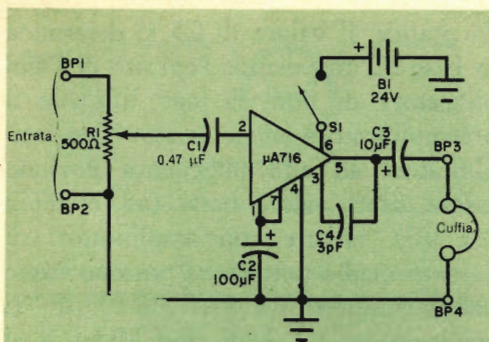 BP1
Entrata
R1
500Ω
BP2
C1
0,47 µF
2
µA716
1
7
4
3
6
5
C2
100µF
+
S1
+
B1
24V
C3
10µF
+
C4
3pF
BP3
Cuffia
BP4